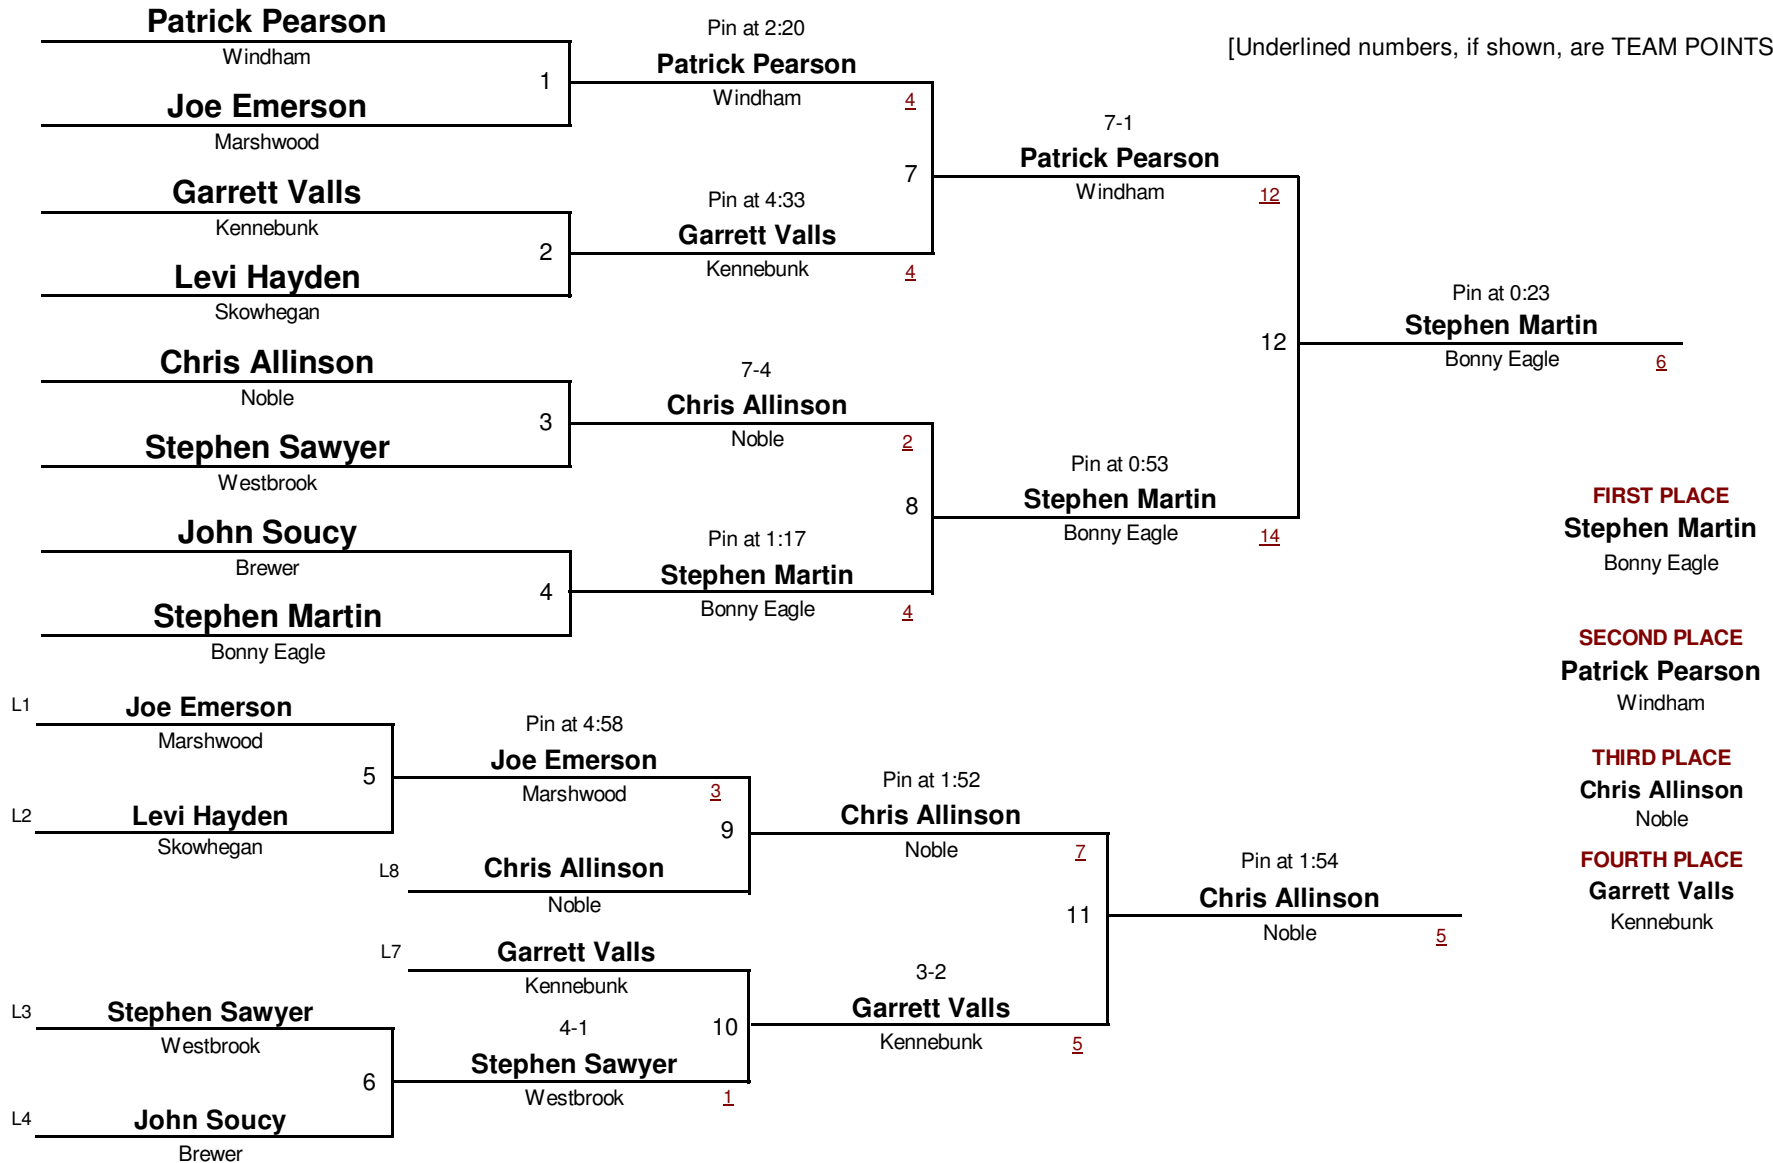 Patrick Pearson
Windham
1
Joe Emerson
Marshwood
Garrett Valls
Kennebunk
2
Levi Hayden
Skowhegan
Chris Allinson
Noble
3
Stephen Sawyer
Westbrook
John Soucy
Brewer
4
Stephen Martin
Bonny Eagle
Pin at 2:20
Patrick Pearson
Windham
4
7
Pin at 4:33
Garrett Valls
Kennebunk
4
7-4
Chris Allinson
Noble
2
8
Pin at 1:17
Stephen Martin
Bonny Eagle
4
7-1
Patrick Pearson
Windham
12
12
Pin at 0:53
Stephen Martin
Bonny Eagle
14
[Underlined numbers, if shown, are TEAM POINTS
Pin at 0:23
Stephen Martin
Bonny Eagle
6
FIRST PLACE
Stephen Martin
Bonny Eagle
SECOND PLACE
Patrick Pearson
Windham
THIRD PLACE
Chris Allinson
Noble
FOURTH PLACE
Garrett Valls
Kennebunk
L1
Joe Emerson
Marshwood
5
L2
Levi Hayden
Skowhegan
L3
Stephen Sawyer
Westbrook
6
L4
John Soucy
Brewer
Pin at 4:58
Joe Emerson
Marshwood
3
9
L8
Chris Allinson
Noble
L7
Garrett Valls
Kennebunk
10
4-1
Stephen Sawyer
Westbrook
1
Pin at 1:52
Chris Allinson
Noble
7
11
3-2
Garrett Valls
Kennebunk
5
Pin at 1:54
Chris Allinson
Noble
5